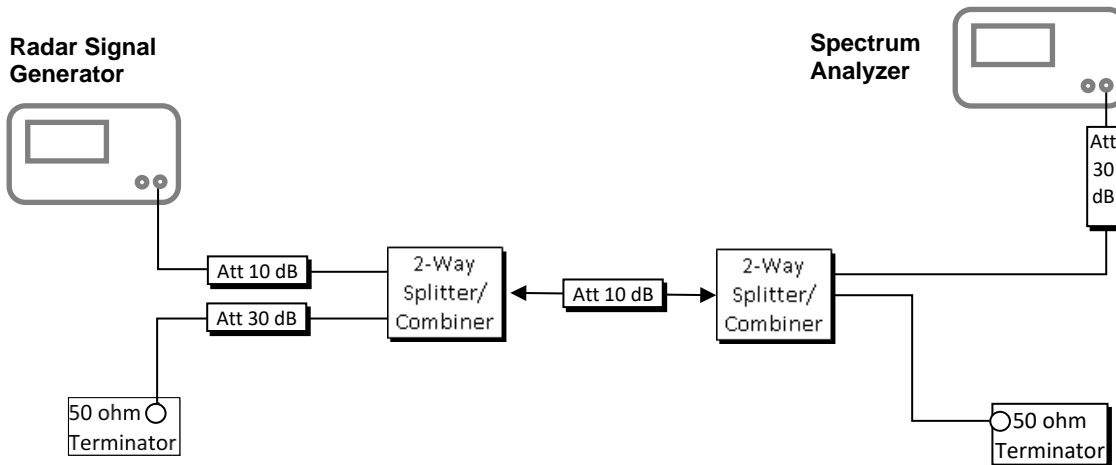 Radar Signal
Generator
Spectrum
Analyzer
Att
30
dB
Att 10 dB
Att 30 dB
2-Way
Splitter/
Combiner
Att 10 dB
2-Way
Splitter/
Combiner
50 ohm
Terminator
50 ohm
Terminator